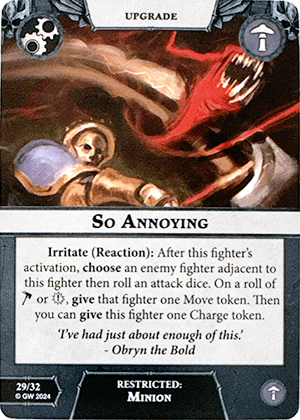 UPGRADE
SO ANNOYING
Irritate (Reaction): After this fighter's
activation, choose an enemy fighter adjacent to
this fighter then roll an attack dice. On a roll of
or , give that fighter one Move token. Then
you can give this fighter one Charge token.
'I've had just about enough of this.'
- Obryn the Bold
29/32
© GW 2024
RESTRICTED:
MINION